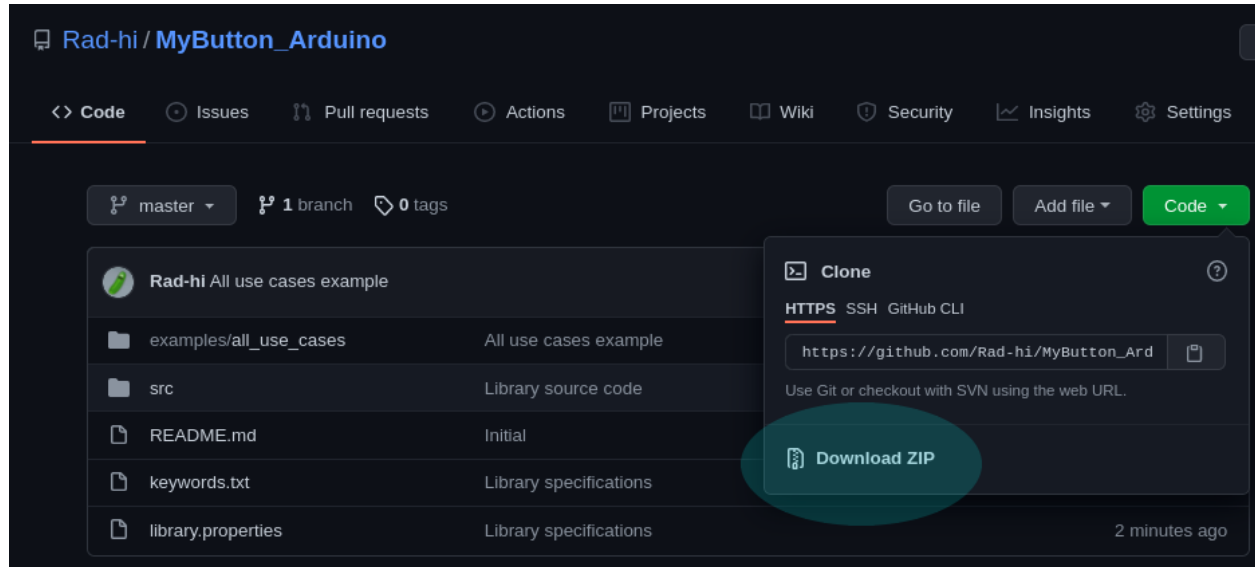 Rad-hi / MyButton_Arduino
<> Code Issues Pull requests Actions Projects Wiki Security Insights Settings
master 1 branch 0 tags Go to file Add file Code
Rad-hi All use cases example
Clone
HTTPS SSH GitHub CLI
examples/all_use_cases All use cases example
https://github.com/Rad-hi/MyButton_Ard
src Library source code
Use Git or checkout with SVN using the web URL.
README.md Initial
Download ZIP
keywords.txt Library specifications
library.properties Library specifications 2 minutes ago